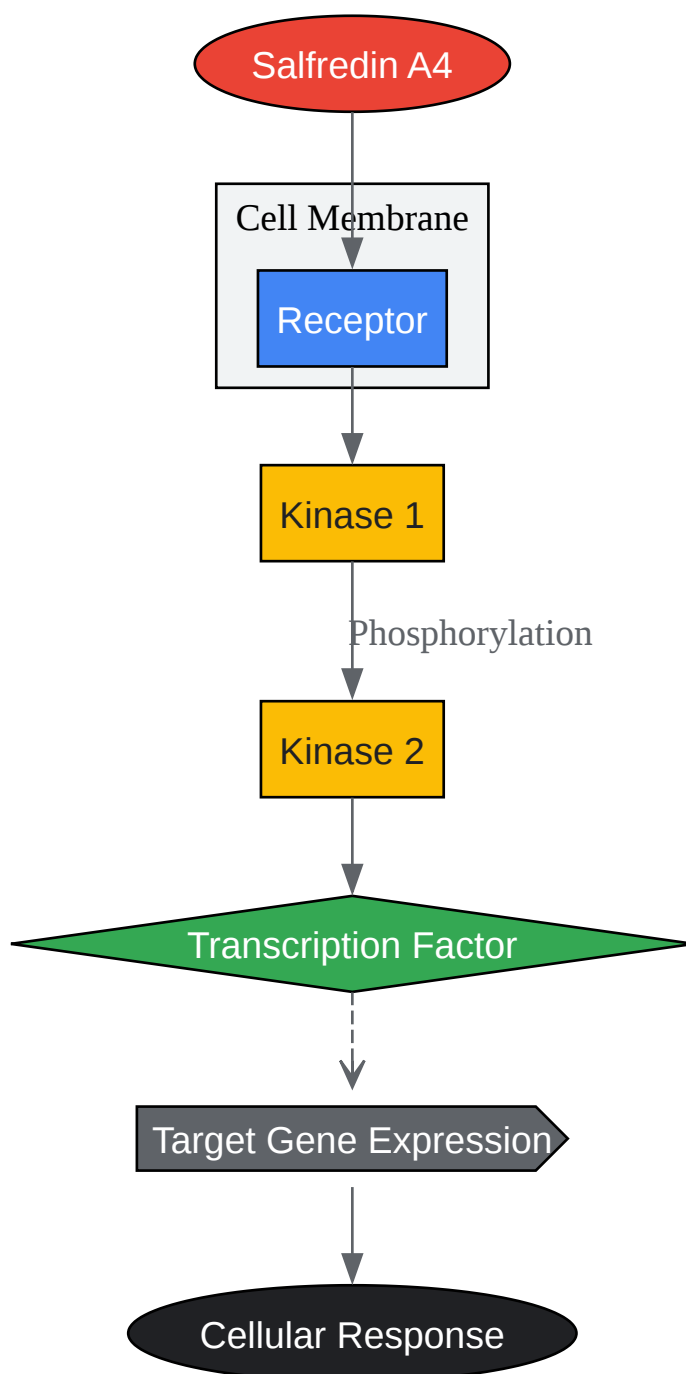 Salfredin A4
Cell Membrane
Receptor
Kinase 1
Phosphorylation
Kinase 2
Transcription Factor
Target Gene Expression
Cellular Response